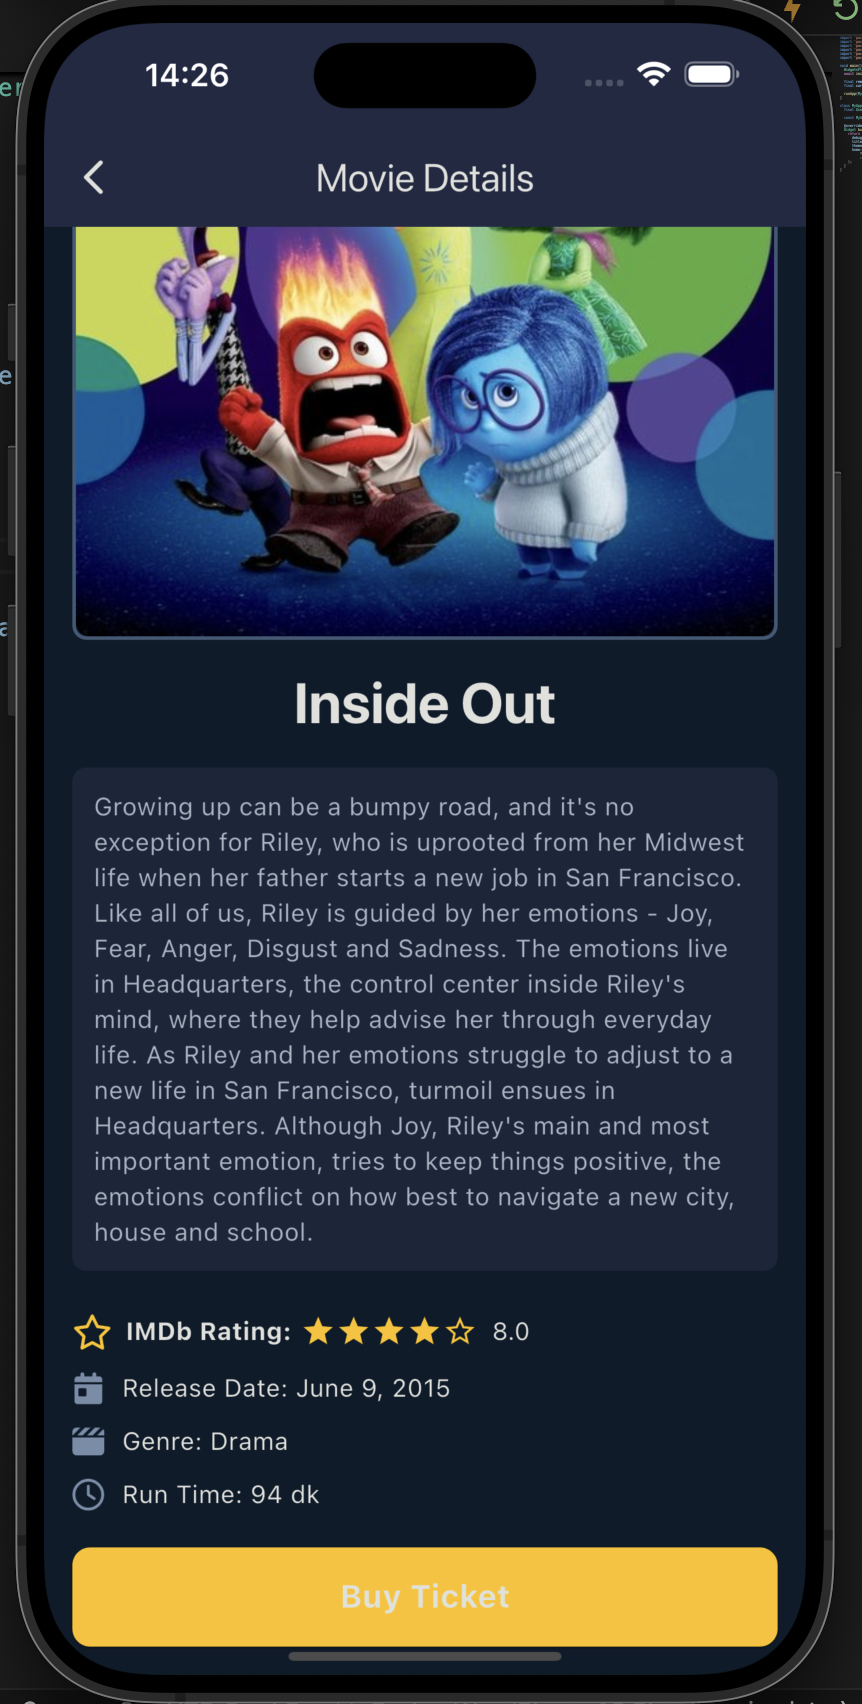 14:26
Movie Details
Inside Out
Growing up can be a bumpy road, and it's no
exception for Riley, who is uprooted from her Midwest
life when her father starts a new job in San Francisco.
Like all of us, Riley is guided by her emotions - Joy,
Fear, Anger, Disgust and Sadness. The emotions live
in Headquarters, the control center inside Riley's
mind, where they help advise her through everyday
life. As Riley and her emotions struggle to adjust to a
new life in San Francisco, turmoil ensues in
Headquarters. Although Joy, Riley's main and most
important emotion, tries to keep things positive, the
emotions conflict on how best to navigate a new city,
house and school.
IMDb Rating: 8.0
Release Date: June 9, 2015
Genre: Drama
Run Time: 94 dk
Buy Ticket